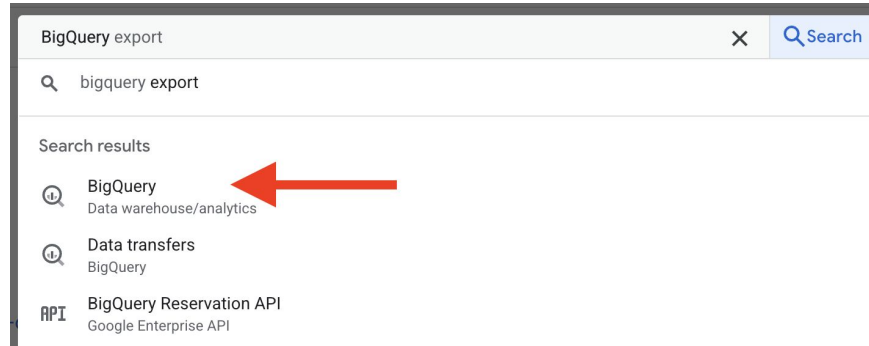 BigQuery export
Search
bigquery export
Search results
BigQuery
Data warehouse/analytics
Data transfers
BigQuery
API
BigQuery Reservation API
Google Enterprise API